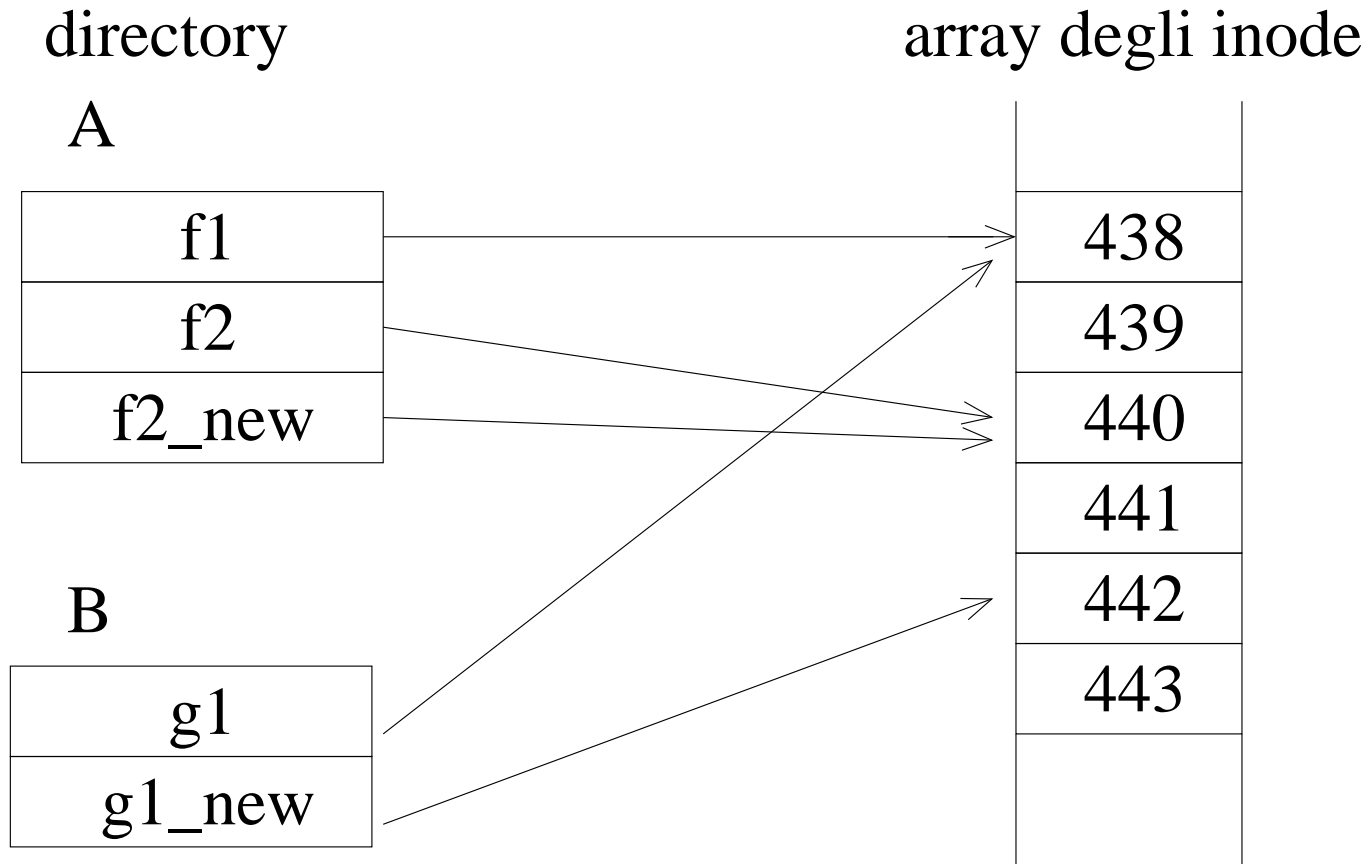 directory
array degli inode
A
f1
f2
f2_new
B
g1
g1_new
438
439
440
441
442
443